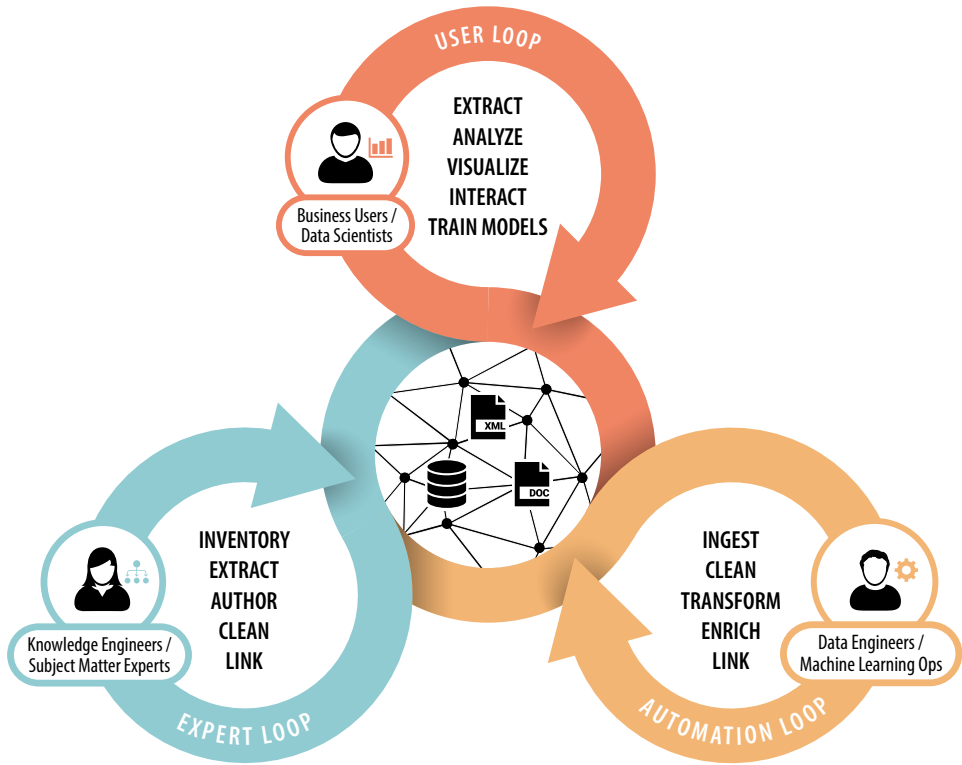 USER LOOP
EXTRACT
ANALYZE
VISUALIZE
INTERACT
TRAIN MODELS
Business Users /
Data Scientists
XML
DOC
INVENTORY
EXTRACT
AUTHOR
CLEAN
LINK
Knowledge Engineers /
Subject Matter Experts
EXPERT LOOP
INGEST
CLEAN
TRANSFORM
ENRICH
LINK
Data Engineers /
Machine Learning Ops
AUTOMATION LOOP